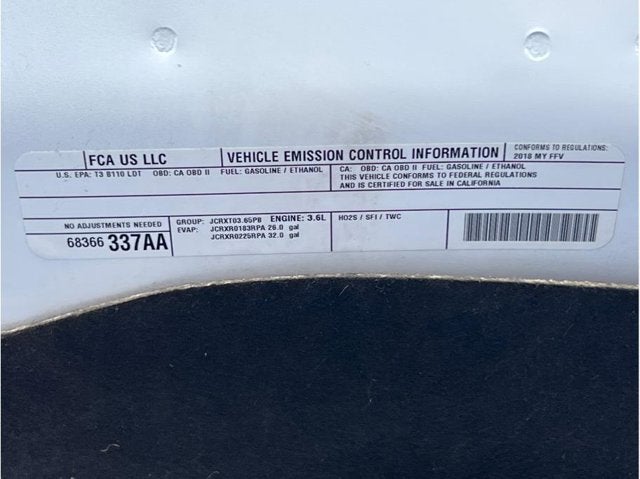 FCA US LLC
VEHICLE EMISSION CONTROL INFORMATION
CONFORMS TO REGULATIONS:
2018 MY FFV
U.S. EPA: T3 B110 LDT OBD: CA OBD II FUEL: GASOLINE / ETHANOL
CA: OBD: CA OBD II FUEL: GASOLINE / ETHANOL
THIS VEHICLE CONFORMS TO FEDERAL REGULATIONS
AND IS CERTIFIED FOR SALE IN CALIFORNIA
NO ADJUSTMENTS NEEDED
68366 337AA
GROUP: JCRXT03.65P8 ENGINE: 3.6L
EVAP: JCRXR0183RPA 26.0 gal
JCRXR0225RPA 32.0 gal
HO2S / SFI / TWC